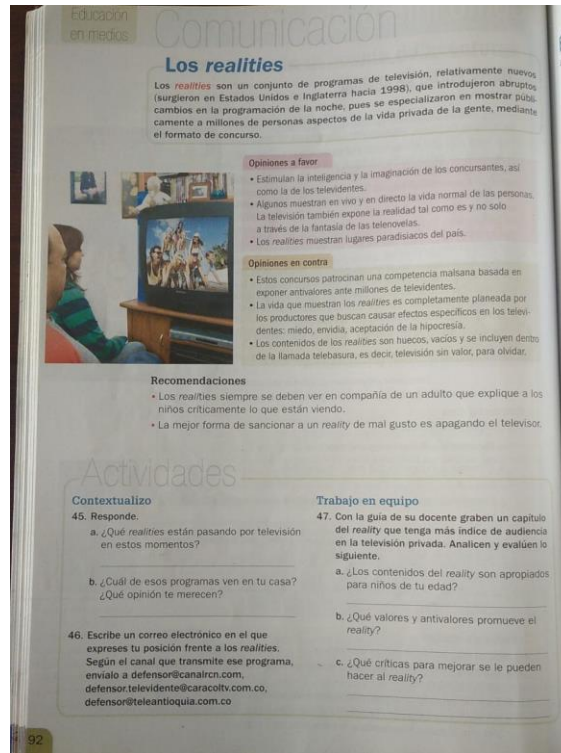 Educación
en medios
Comunicación
Los realities
Los realities son un conjunto de programas de televisión, relativamente nuevos
(surgieron en Estados Unidos e Inglaterra hacia 1998), que introdujeron abruptos
cambios en la programación de la noche, pues se especializaron en mostrar públi-
camente a millones de personas aspectos de la vida privada de la gente, mediante
el formato de concurso.
Opiniones a favor
• Estimulan la inteligencia y la imaginación de los concursantes, así
como la de los televidentes.
• Algunos muestran en vivo y en directo la vida normal de las personas.
La televisión también expone la realidad tal como es y no solo
a través de la fantasía de las telenovelas.
• Los realities muestran lugares paradisíacos del país.
Opiniones en contra
• Estos concursos patrocinan una competencia malsana basada en
exponer antivalores ante millones de televidentes.
• La vida que muestran los realities es completamente planeada por
los productores que buscan causar efectos específicos en los televi-
dentes: miedo, envidia, aceptación de la hipocresía.
• Los contenidos de los realities son huecos, vacíos y se incluyen dentro
de la llamada telebasura, es decir, televisión sin valor, para olvidar.
Recomendaciones
• Los realities siempre se deben ver en compañía de un adulto que explique a los
niños críticamente lo que están viendo.
• La mejor forma de sancionar a un reality de mal gusto es apagando el televisor.
Actividades
Contextualizo
45. Responde.
a. ¿Qué realities están pasando por televisión
en estos momentos?
b. ¿Cuál de esos programas ven en tu casa?
¿Qué opinión te merecen?
46. Escribe un correo electrónico en el que
expreses tu posición frente a los realities.
Según el canal que transmite ese programa,
envíalo a defensor@canalrcn.com,
defensor.televidente@caracoltv.com.co,
defensor@teleantioquia.com.co
Trabajo en equipo
47. Con la guía de su docente graben un capítulo
del reality que tenga más índice de audiencia
en la televisión privada. Analicen y evalúen lo
siguiente.
a. ¿Los contenidos del reality son apropiados
para niños de tu edad?
b. ¿Qué valores y antivalores promueve el
reality?
c. ¿Qué críticas para mejorar se le pueden
hacer al reality?
92